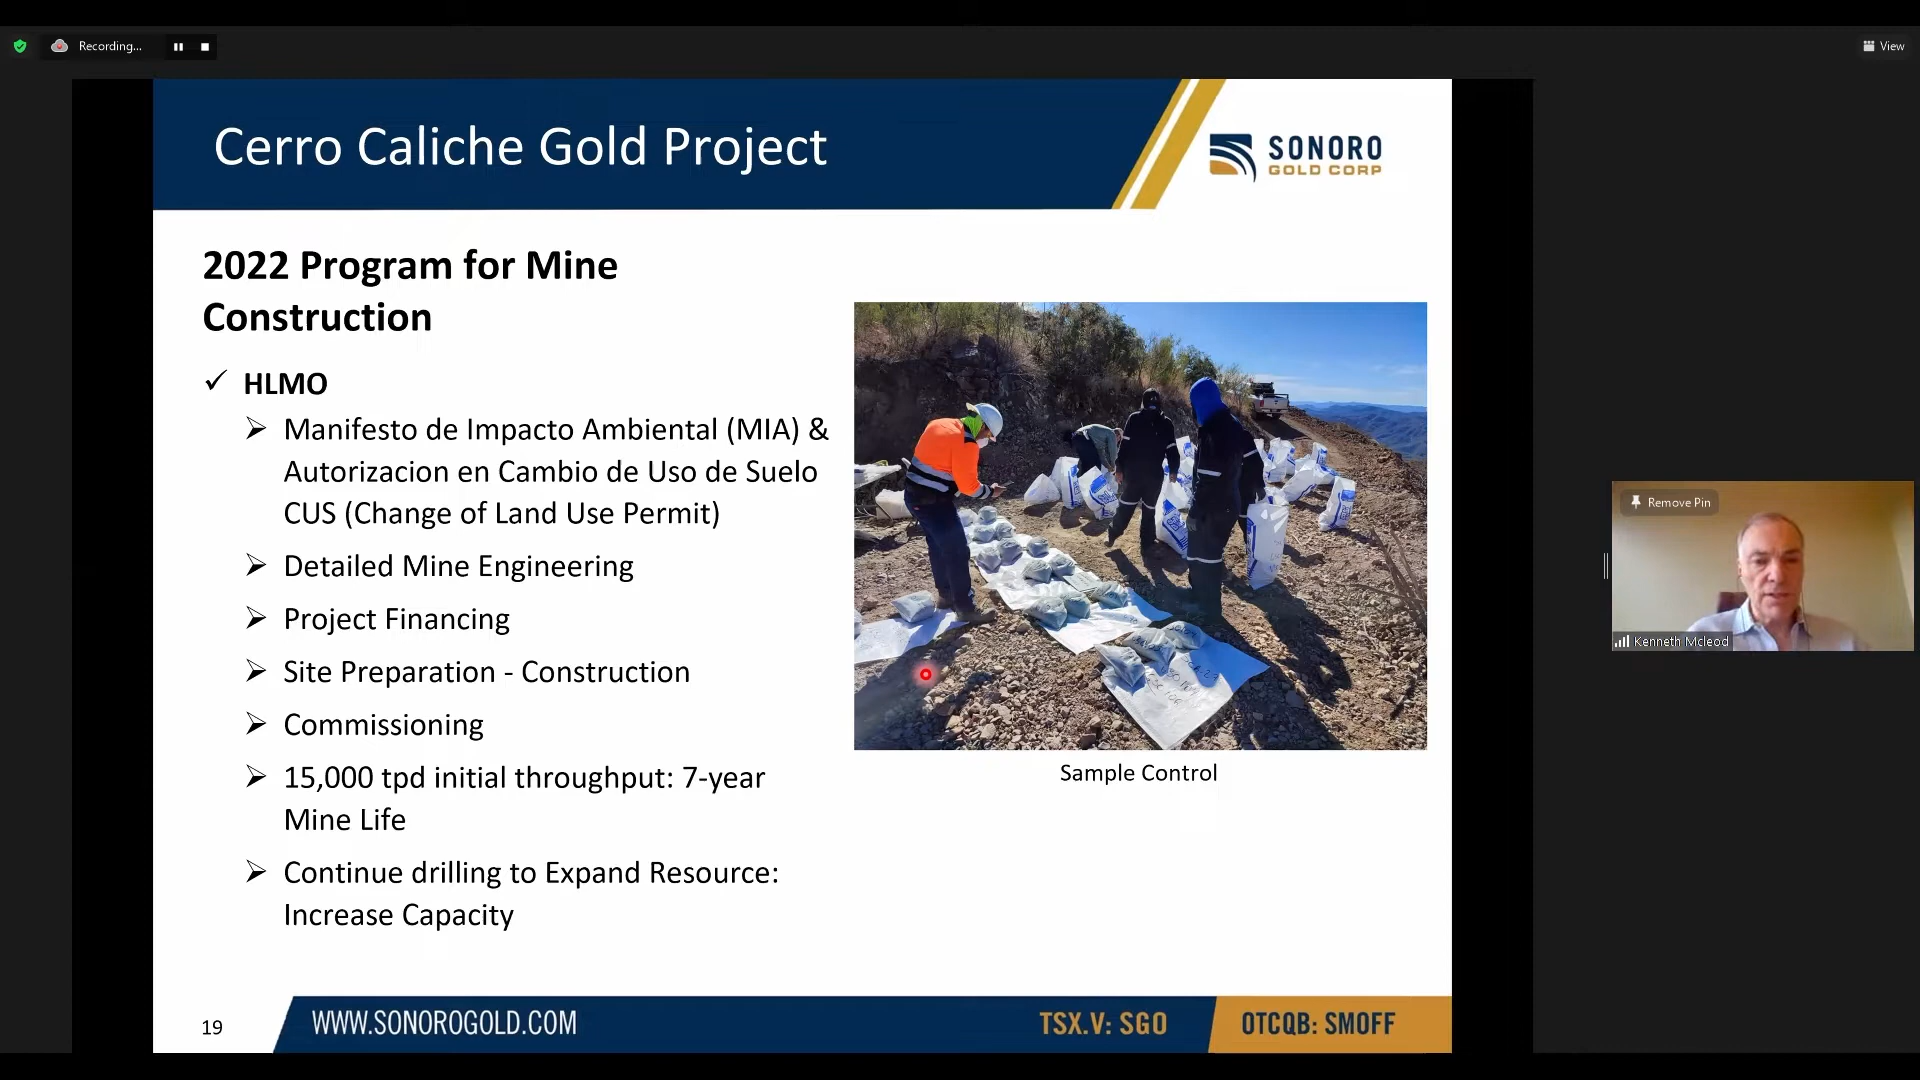 Recording...
View
Cerro Caliche Gold Project
SONORO
GOLD CORP
2022 Program for Mine
Construction
✓ HLMO
➢ Manifesto de Impacto Ambiental (MIA) &
Autorizacion en Cambio de Uso de Suelo
CUS (Change of Land Use Permit)
➢ Detailed Mine Engineering
➢ Project Financing
➢ Site Preparation - Construction
➢ Commissioning
➢ 15,000 tpd initial throughput: 7-year
Mine Life
➢ Continue drilling to Expand Resource:
Increase Capacity
Sample Control
Remove Pin
Kenneth Mcleod
19
WWW.SONOROGOLD.COM
TSX.V: SGO
OTCQB: SMOFF